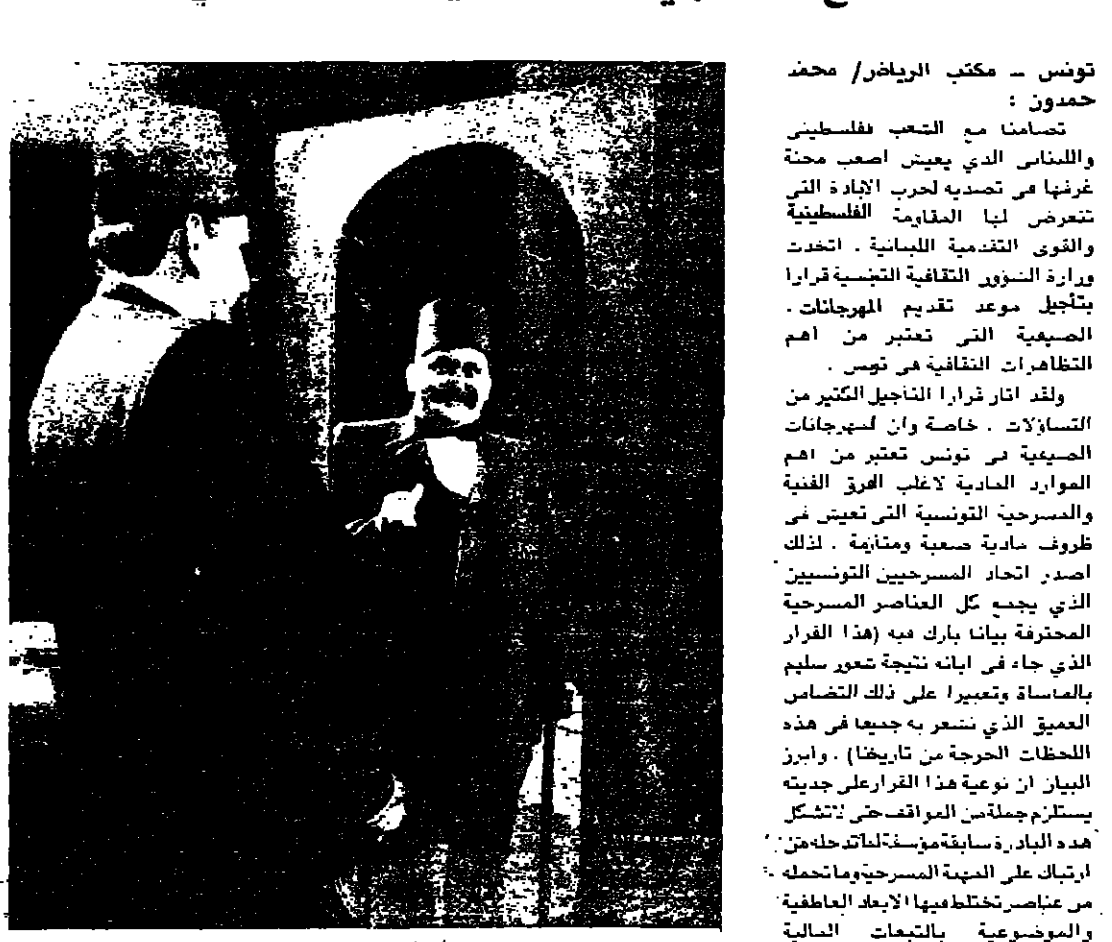 تونس ــ مكتب الرياض/ محمد
حمدون :
تضامنا مع الشعب الفلسطيني
واللبناني الذي يعيش اصعب محنة
عرفها في تصديه لحرب الابادة التي
تتعرض لها المقاومة الفلسطينية
والقوى التقدمية اللبنانية . اتخذت
وزارة الشؤون الثقافية التونسية قرارا
بتأجيل موعد تقديم المهرجانات .
الصيفية التي تعتبر من اهم
التظاهرات الثقافية في تونس .
ولقد اثار قرارا التأجيل الكثير من
التساؤلات . خاصة وان المهرجانات
الصيفية في تونس تعتبر من اهم
الموارد المادية لاغلب الفرق الفنية
والمسرحية التونسية التي تعيش في
ظروف مادية صعبة ومتأزمة . لذلك
اصدر اتحاد المسرحيين التونسيين
الذي يجمع كل العناصر المسرحية
المحترفة بيانا بارك فيه (هذا القرار
الذي جاء في ابانه نتيجة شعور سليم
بالماساة وتعبيرا على ذلك التضامن
العميق الذي نشعر به جميعا في هذه
اللحظات الحرجة من تاريخنا) . وابرز
البيان ان نوعية هذا القرار على جديته
يستلزم جملة من المواقف حتى لا تشكل
هذه البادرة سابقة مؤسفة لما تدخله من
ارتباك على المهنة المسرحية وما تحمله
من عناصر تختلط فيها الابعاد العاطفية
والموضوعية بالتبعات المالية